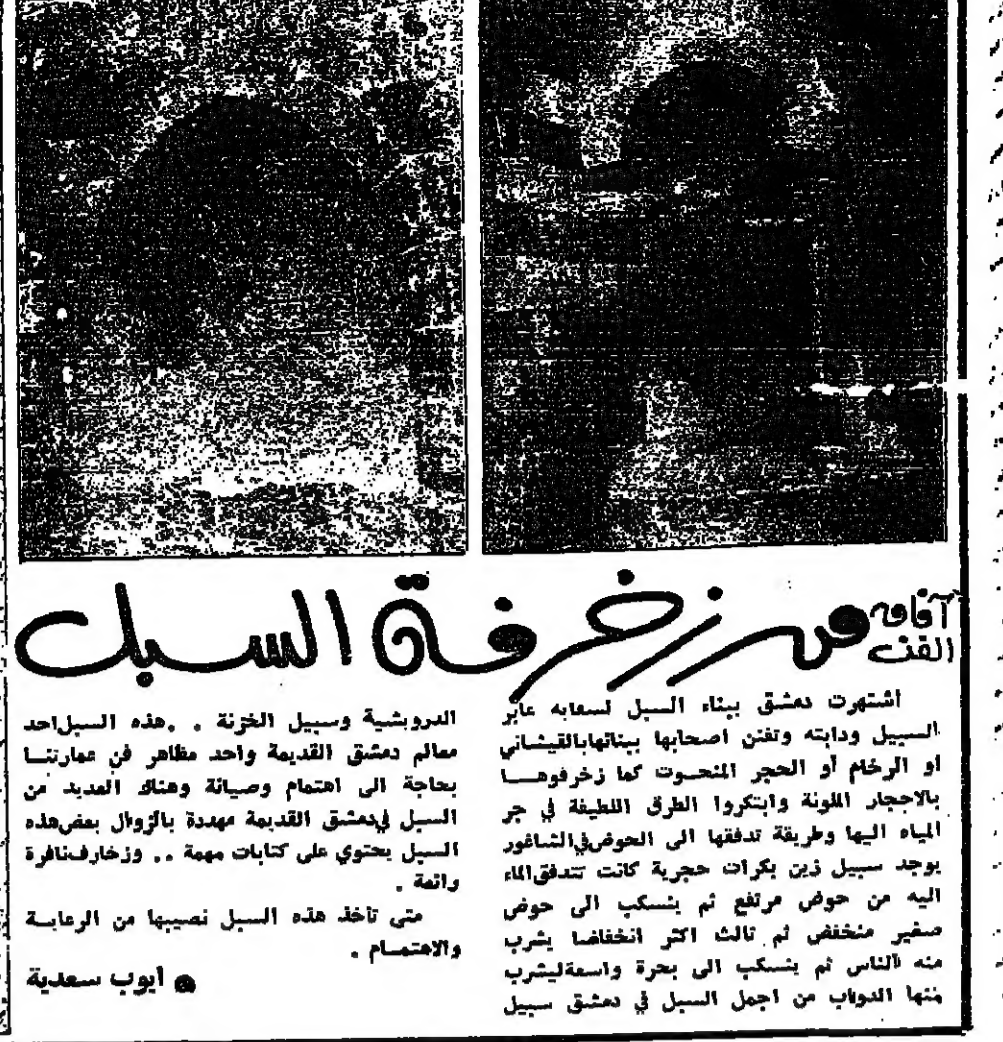 آفاق
الفن
من زخرفة السبل
اشتهرت دمشق ببناء السبل لسقاية عابر
السبيل ودابته وتفنن اصحابها ببنائها بالقيشاني
او الرخام أو الحجر المنحوت كما زخرفوهـــا
بالاحجار الملونة وابتكروا الطرق اللطيفة في جر
المياه اليها وطريقة تدفقها الى الحوض في الشاغور
يوجد سبيل زين بكرات حجرية كانت تتدفق الماء
اليه من حوض مرتفع ثم ينسكب الى حوض
صغير منخفض ثم ثالث اكثر انخفاضا يشرب
منه الناس ثم ينسكب الى بحرة واسعة ليشرب
منها الدواب من اجمل السبل في دمشق سبيل
الدرويشية وسبيل الخزنة . . هذه السبل احد
معالم دمشق القديمة واحد مظاهر فن عمارتنــا
بحاجة الى اهتمام وصيانة وهناك العديد من
السبل في دمشق القديمة مهددة بالزوال بعض هذه
السبل يحتوي على كتابات مهمة .. وزخارف نافرة
رائعة .
متى تأخذ هذه السبل نصيبها من الرعايــة
والاهتمــام .
● أيوب سعدية